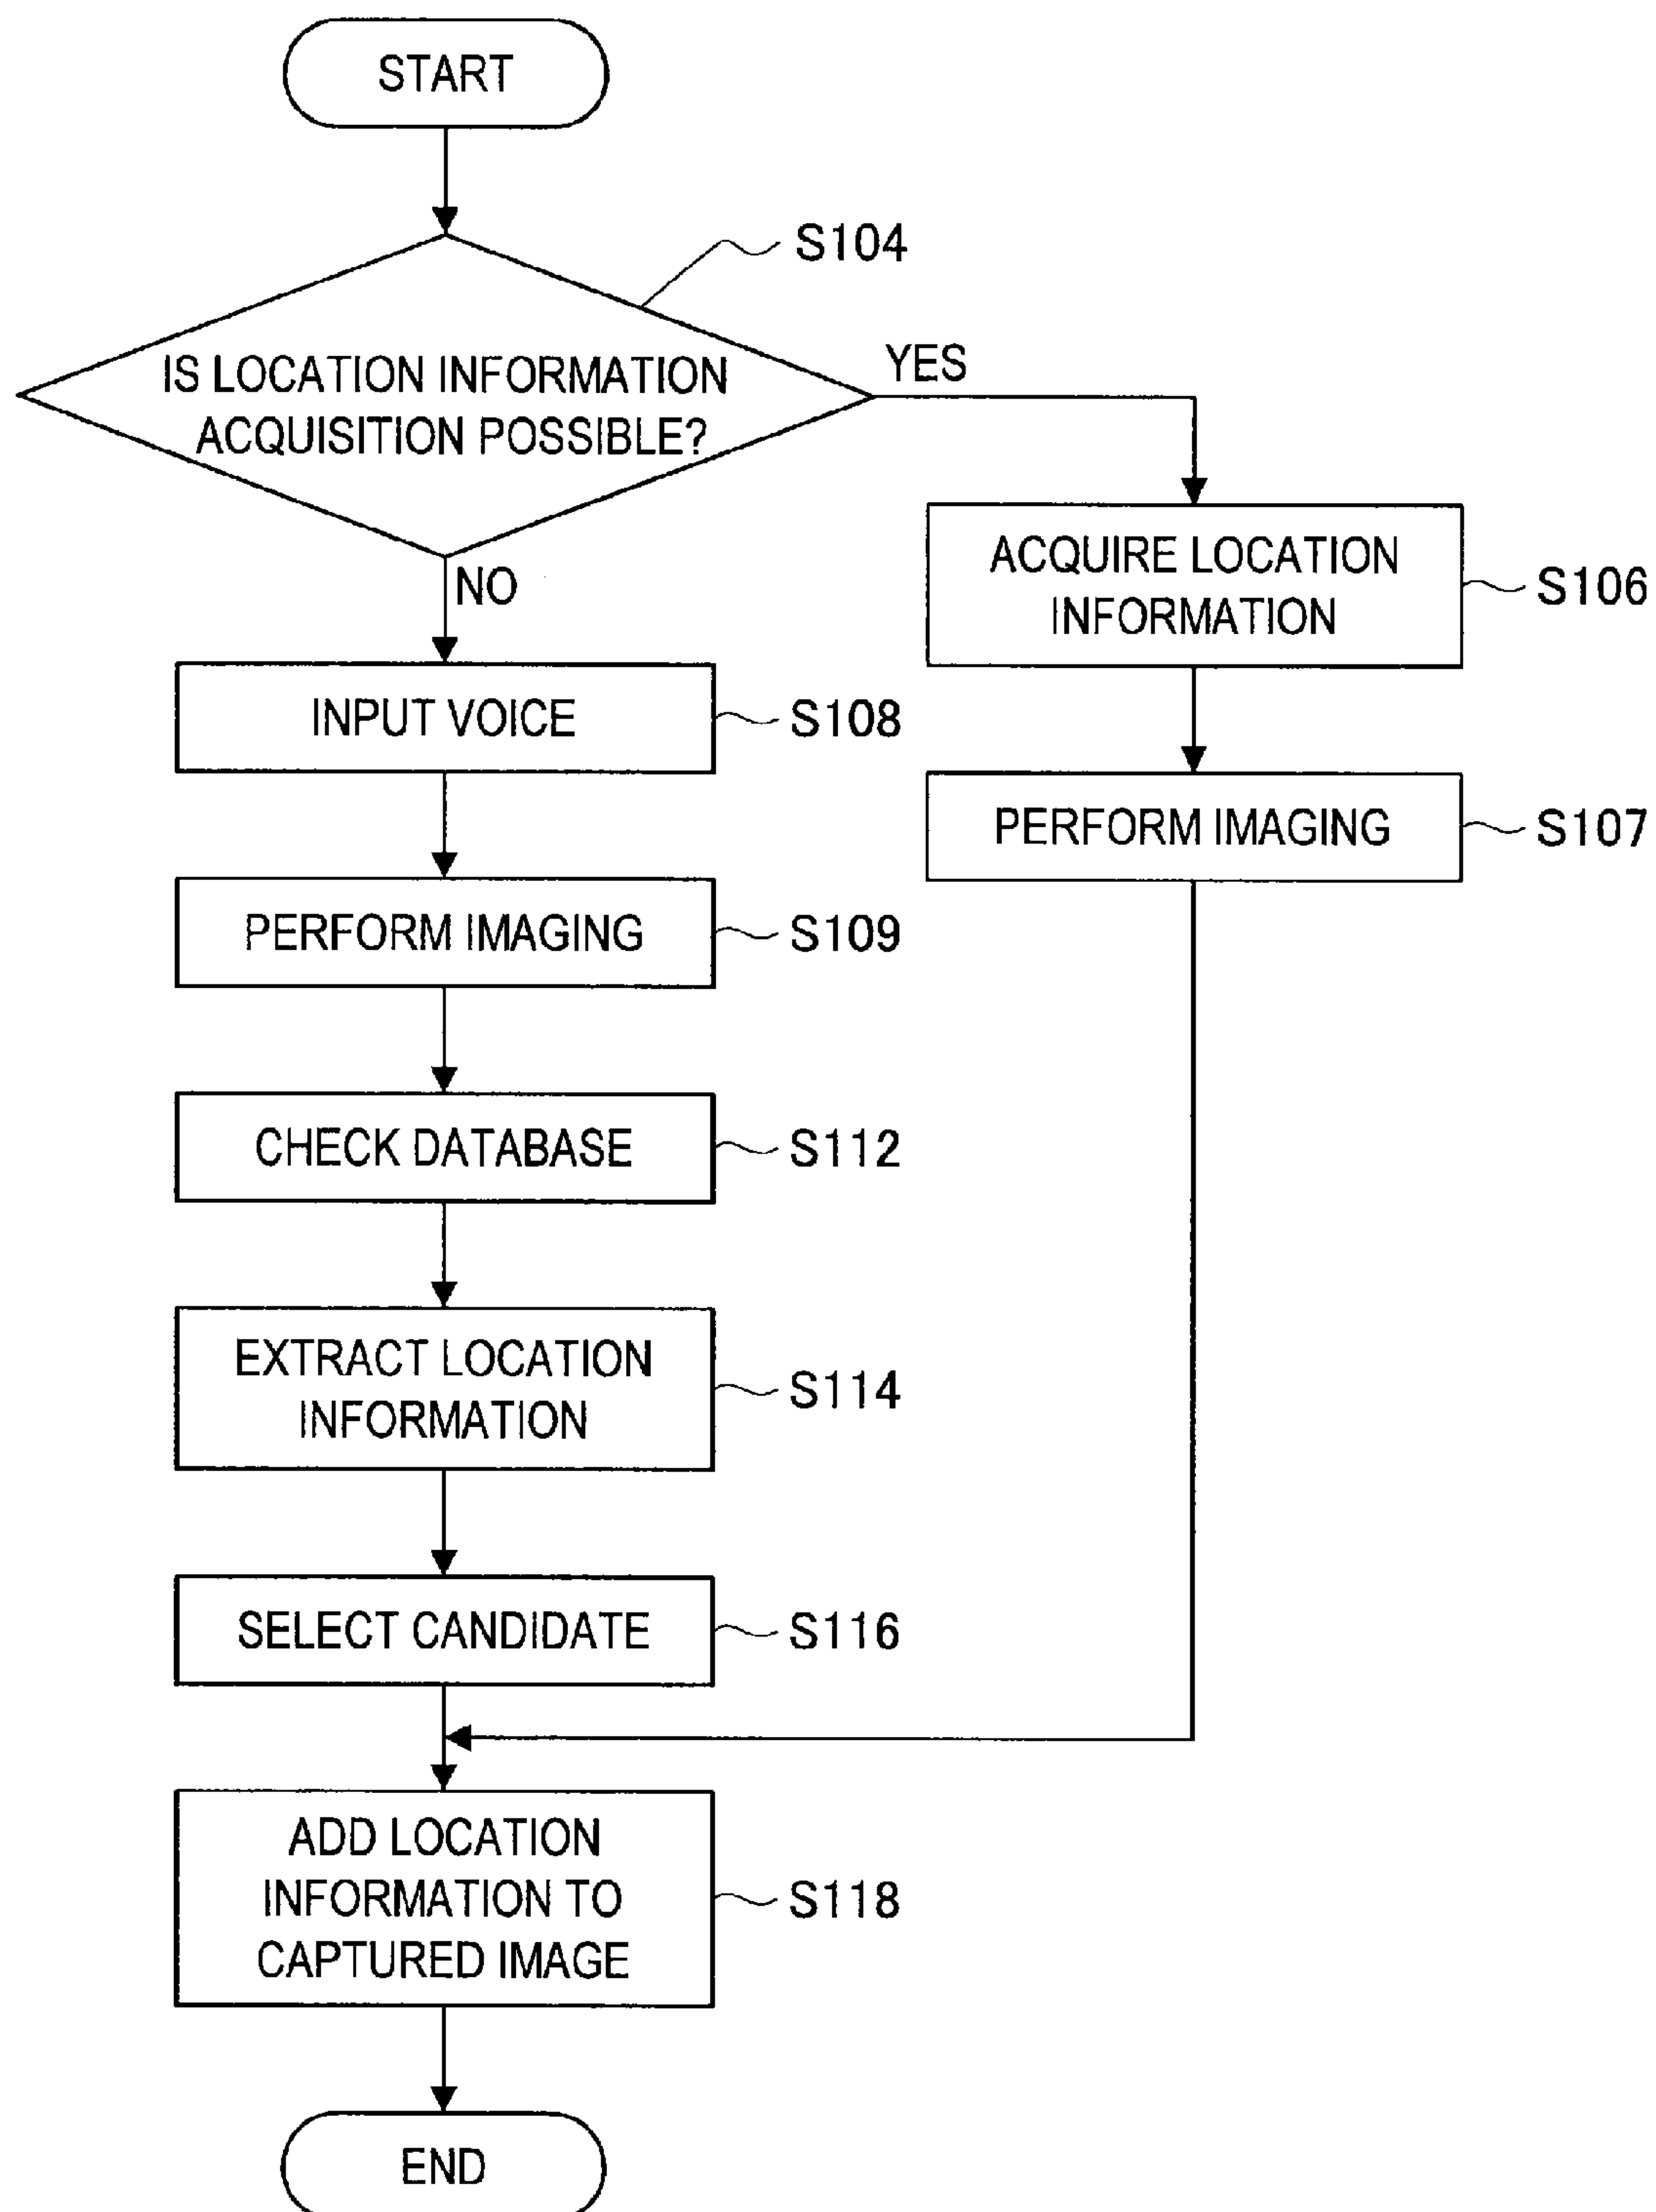 START
S104
IS LOCATION INFORMATION
ACQUISITION POSSIBLE?
YES
NO
ACQUIRE LOCATION
INFORMATION
S106
PERFORM IMAGING
S107
INPUT VOICE
S108
PERFORM IMAGING
S109
CHECK DATABASE
S112
EXTRACT LOCATION
INFORMATION
S114
SELECT CANDIDATE
S116
ADD LOCATION
INFORMATION TO
CAPTURED IMAGE
S118
END